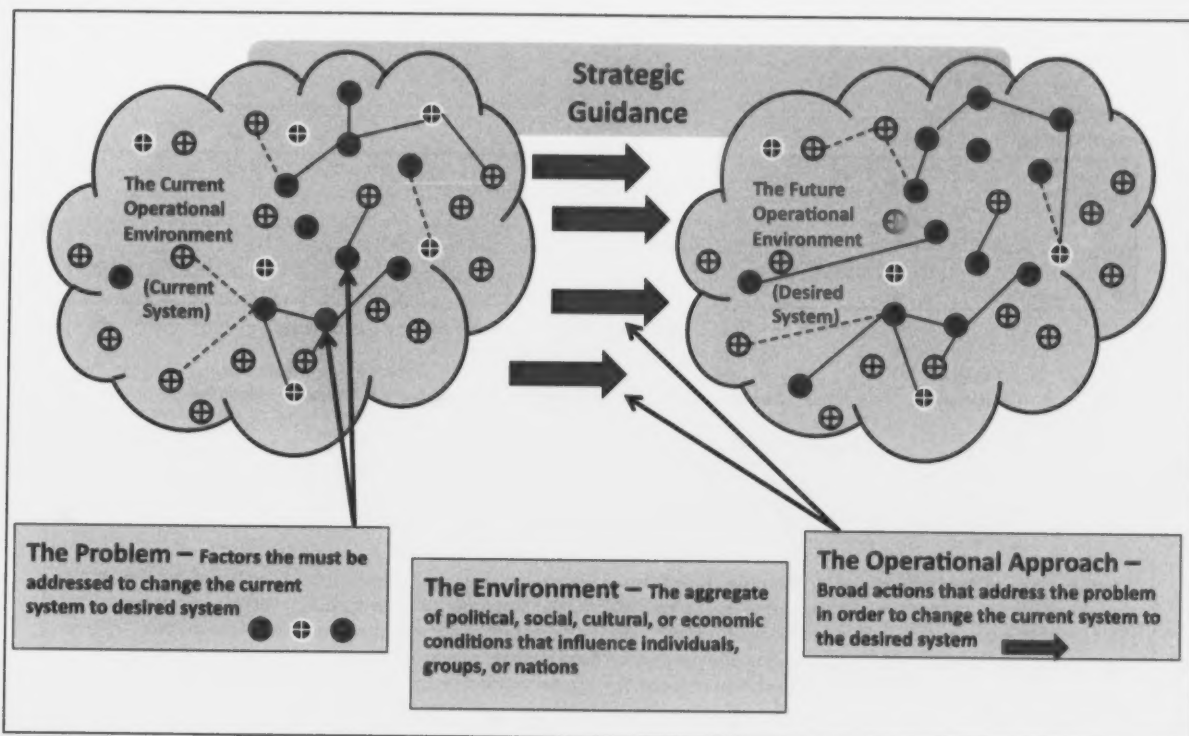 Strategic
Guidance
The Current
Operational
Environment
(Current
System)
The Future
Operational
Environment
(Desired
System)
The Problem – Factors the must be
addressed to change the current
system to desired system
The Environment – The aggregate
of political, social, cultural, or economic
conditions that influence individuals,
groups, or nations
The Operational Approach –
Broad actions that address the problem
in order to change the current system to
the desired system